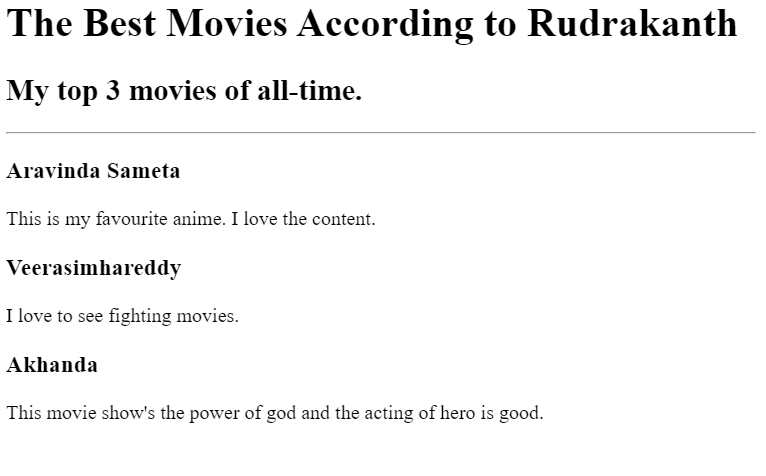 The Best Movies According to Rudrakanth
My top 3 movies of all-time.
Aravinda Sameta
This is my favourite anime. I love the content.
Veerasimhareddy
I love to see fighting movies.
Akhanda
This movie show's the power of god and the acting of hero is good.